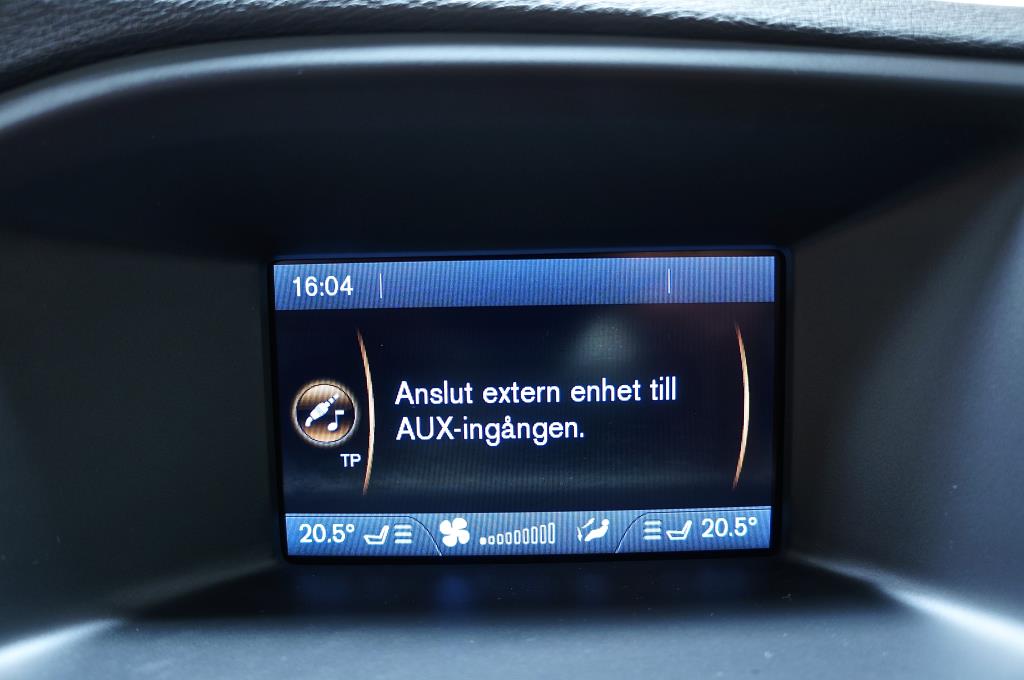 16:04
Anslut extern enhet till
AUX-ingången.
TP
20.5° 20.5°